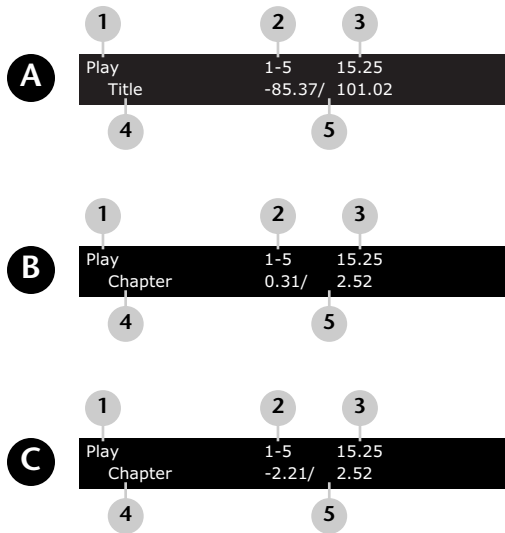 1 2 3
A
Play 1-5 15.25
Title -85.37/ 101.02
4 5
1 2 3
B
Play 1-5 15.25
Chapter 0.31/ 2.52
4 5
1 2 3
C
Play 1-5 15.25
Chapter -2.21/ 2.52
4 5